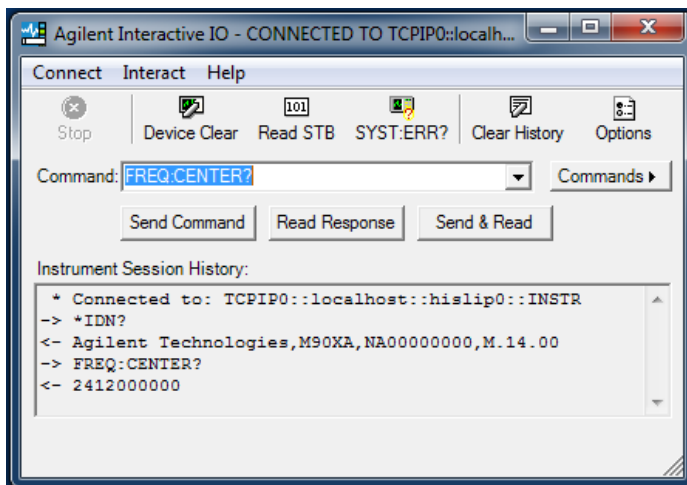 Agilent Interactive IO - CONNECTED TO TCPIP0::localh...
Connect Interact Help
Stop Device Clear Read STB SYST:ERR? Clear History Options
Command: FREQ:CENTER? Commands
Send Command Read Response Send & Read
Instrument Session History:
* Connected to: TCPIP0::localhost::hislip0::INSTR
-> *IDN?
<- Agilent Technologies,M90XA,NA00000000,M.14.00
-> FREQ:CENTER?
<- 2412000000